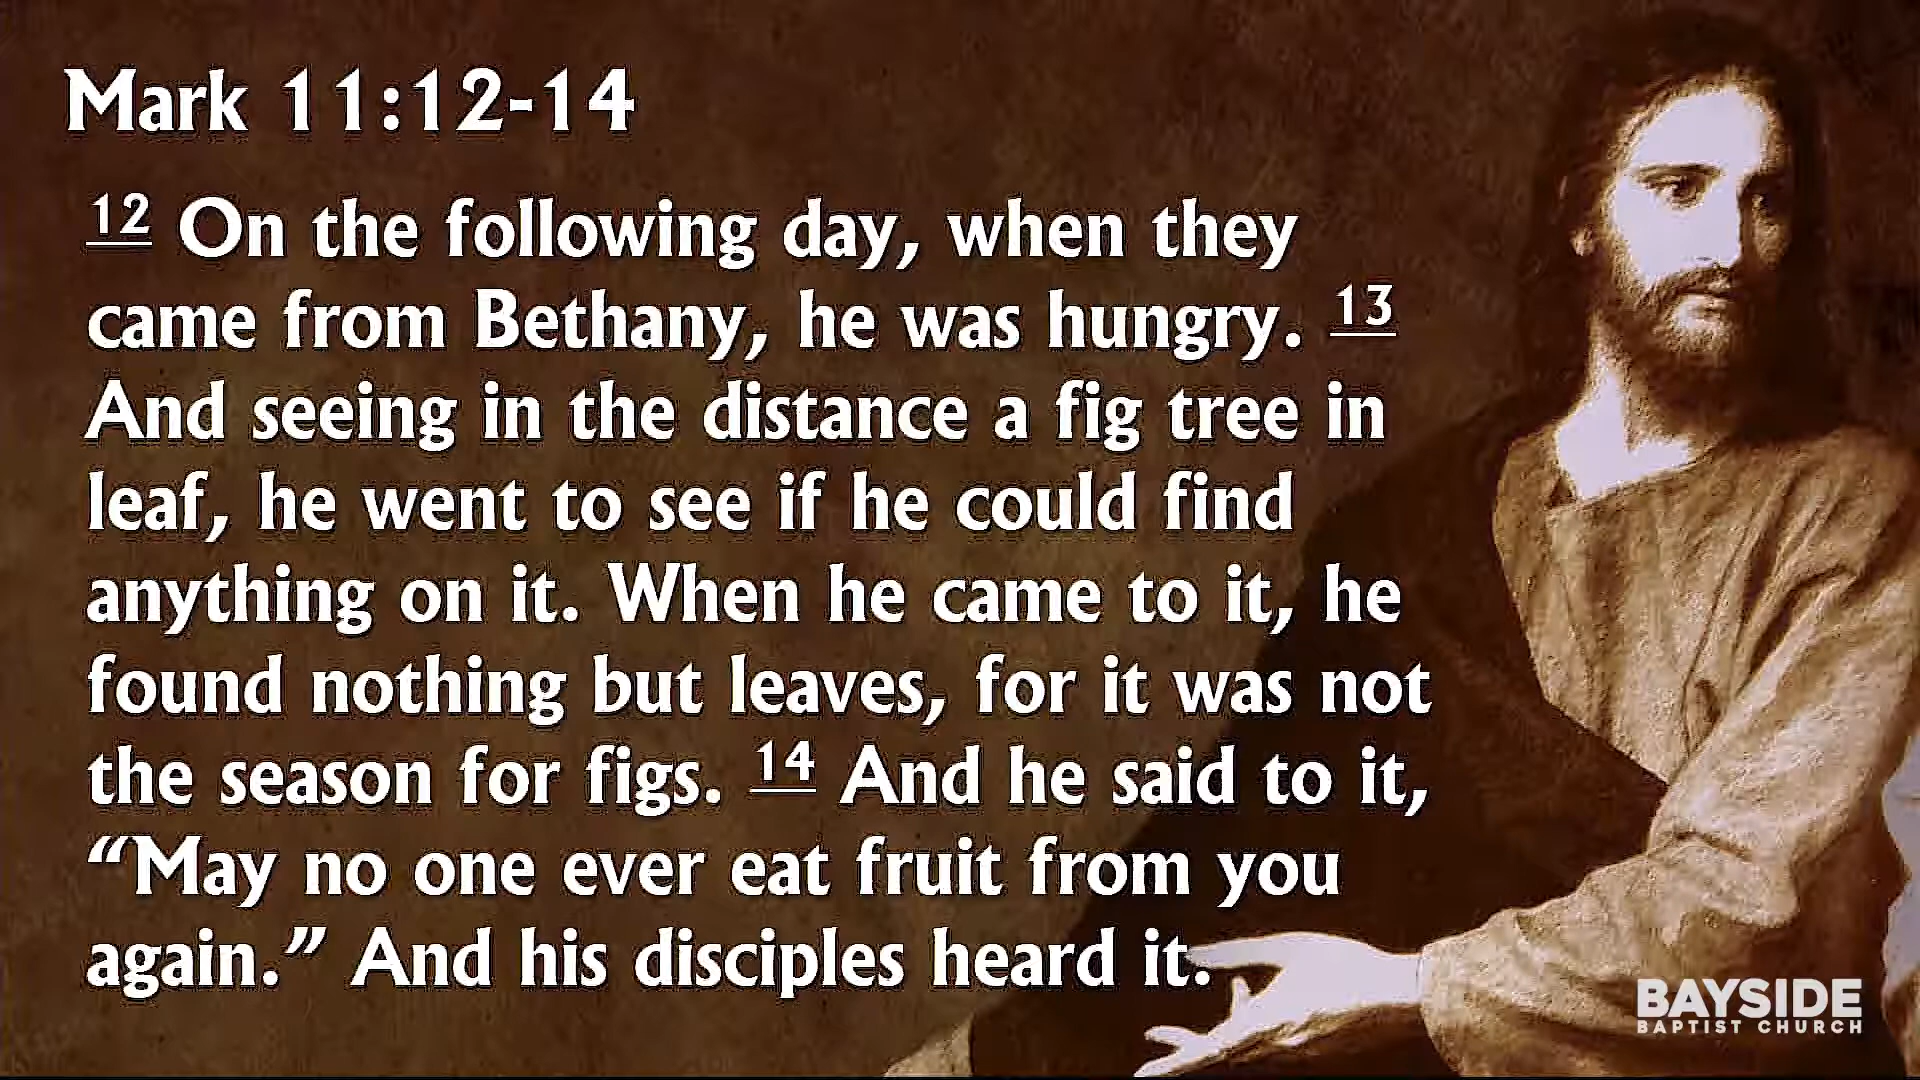 Mark 11:12-14
12 On the following day, when they
came from Bethany, he was hungry. 13
And seeing in the distance a fig tree in
leaf, he went to see if he could find
anything on it. When he came to it, he
found nothing but leaves, for it was not
the season for figs. 14 And he said to it,
“May no one ever eat fruit from you
again.” And his disciples heard it.
BAYSIDE
BAPTIST CHURCH